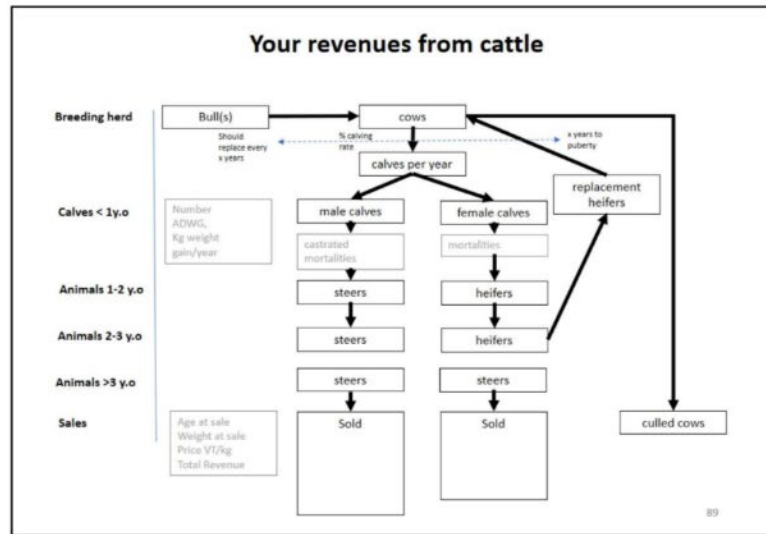 Your revenues from cattle
Breeding herd
Bull(s)
cows
Should
replace every
x years
% calving
rate
x years to
puberty
calves per year
replacement
heifers
Calves < 1y.o
Number
ADWG,
Kg weight
gain/year
male calves
female calves
castrated
mortalities
mortalities
Animals 1-2 y.o
steers
heifers
Animals 2-3 y.o
steers
heifers
Animals >3 y.o
steers
steers
Sales
Age at sale
Weight at sale
Price VT/kg
Total Revenue
Sold
Sold
culled cows
89